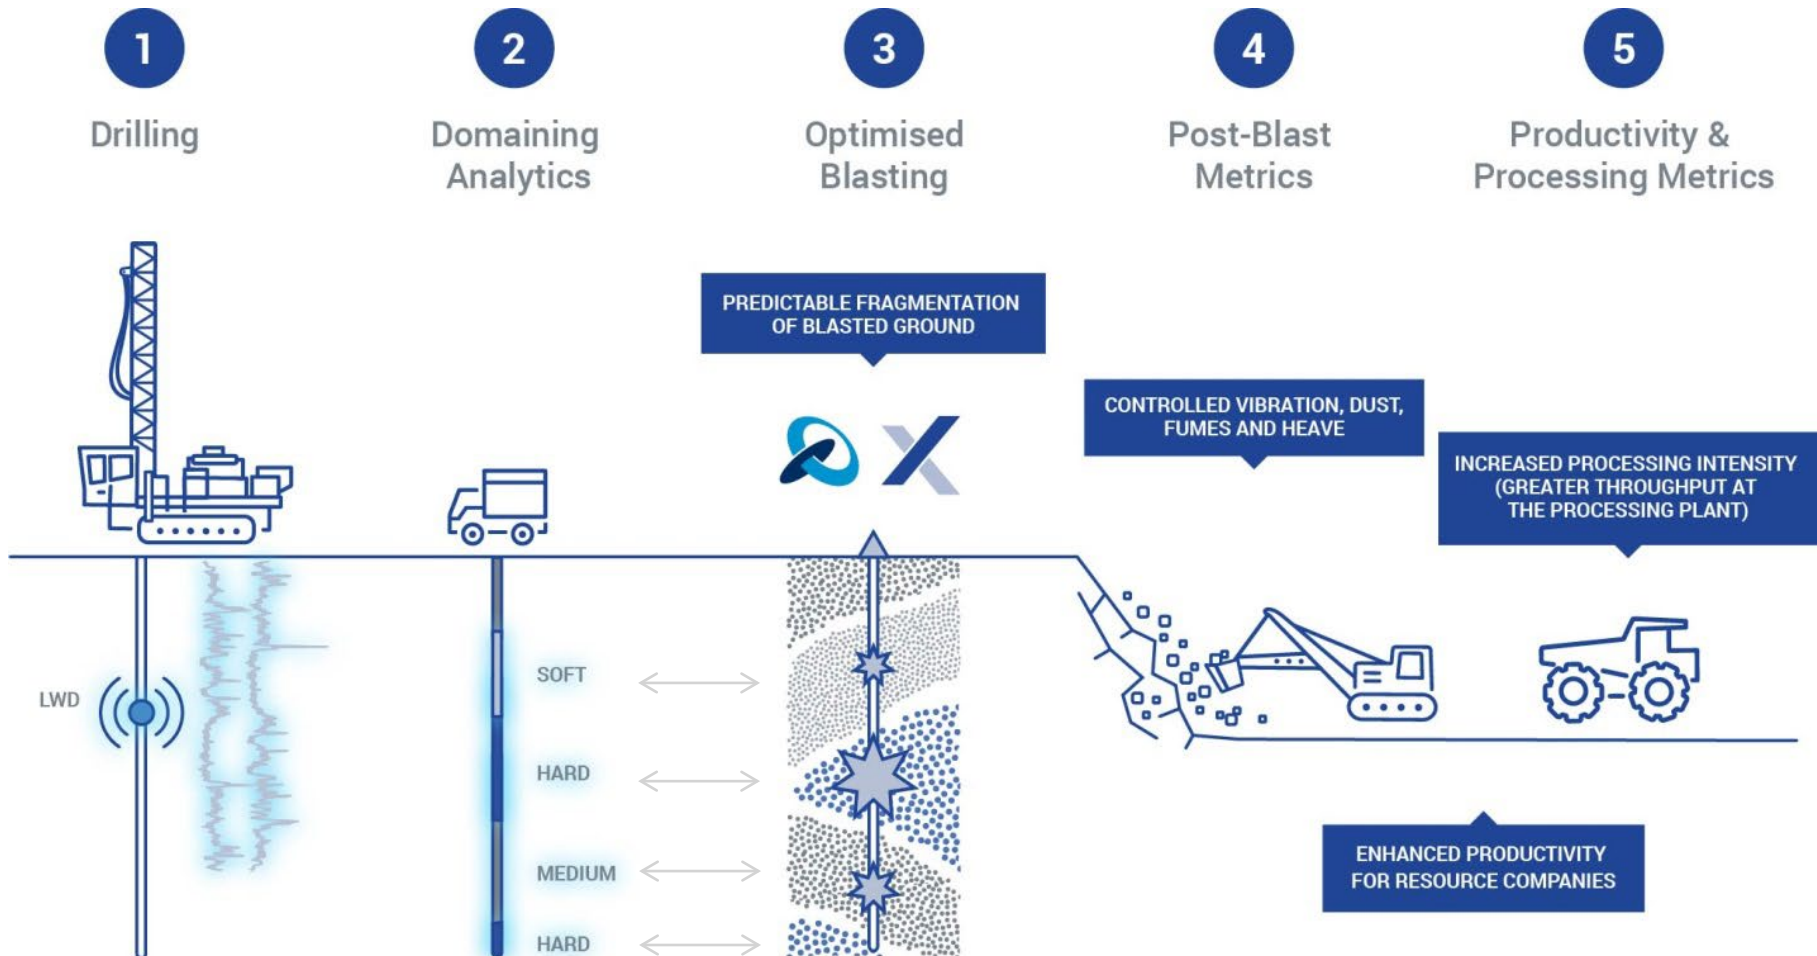 1
Drilling
2
Domaining
Analytics
3
Optimised
Blasting
4
Post-Blast
Metrics
5
Productivity &
Processing Metrics
PREDICTABLE FRAGMENTATION
OF BLASTED GROUND
CONTROLLED VIBRATION, DUST,
FUMES AND HEAVE
INCREASED PROCESSING INTENSITY
(GREATER THROUGHPUT AT
THE PROCESSING PLANT)
LWD
SOFT
HARD
MEDIUM
HARD
ENHANCED PRODUCTIVITY
FOR RESOURCE COMPANIES